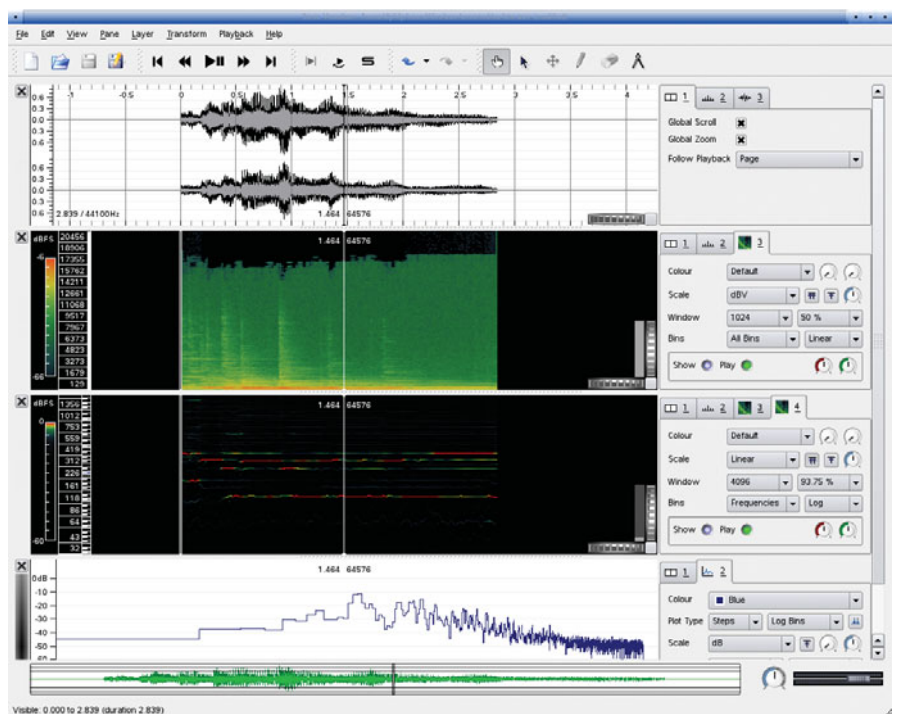 File Edit View Pane Layer Transform Playback Help
-1 -0.5 0 0.5 1 1.5 2 2.5 3 3.5 4
0.6
0.3
0.0
0.3
0.6
0.3
0.0
0.3
0.6
2.839 / 44100Hz
1.464 64576
1 2 3
Global Scroll
Global Zoom
Follow Playback Page
dBFS
-6
-66
20456
18906
17355
15762
14211
12661
11068
9517
7967
6373
4823
3273
1679
129
1.464 64576
1 2 3
Colour Default
Scale dBV
Window 1024 50 %
Bins All Bins Linear
Show Play
dBFS
0
-60
1356
1012
753
559
419
312
226
161
118
86
64
43
32
1.464 64576
1 2 3 4
Colour Default
Scale Linear
Window 4096 93.75 %
Bins Frequencies Log
Show Play
0dB
-10
-20
-30
-40
-50
1.464 64576
1 2
Colour Blue
Plot Type Steps Log Bins
Scale dB
Visible: 0.000 to 2.839 (duration 2.839)